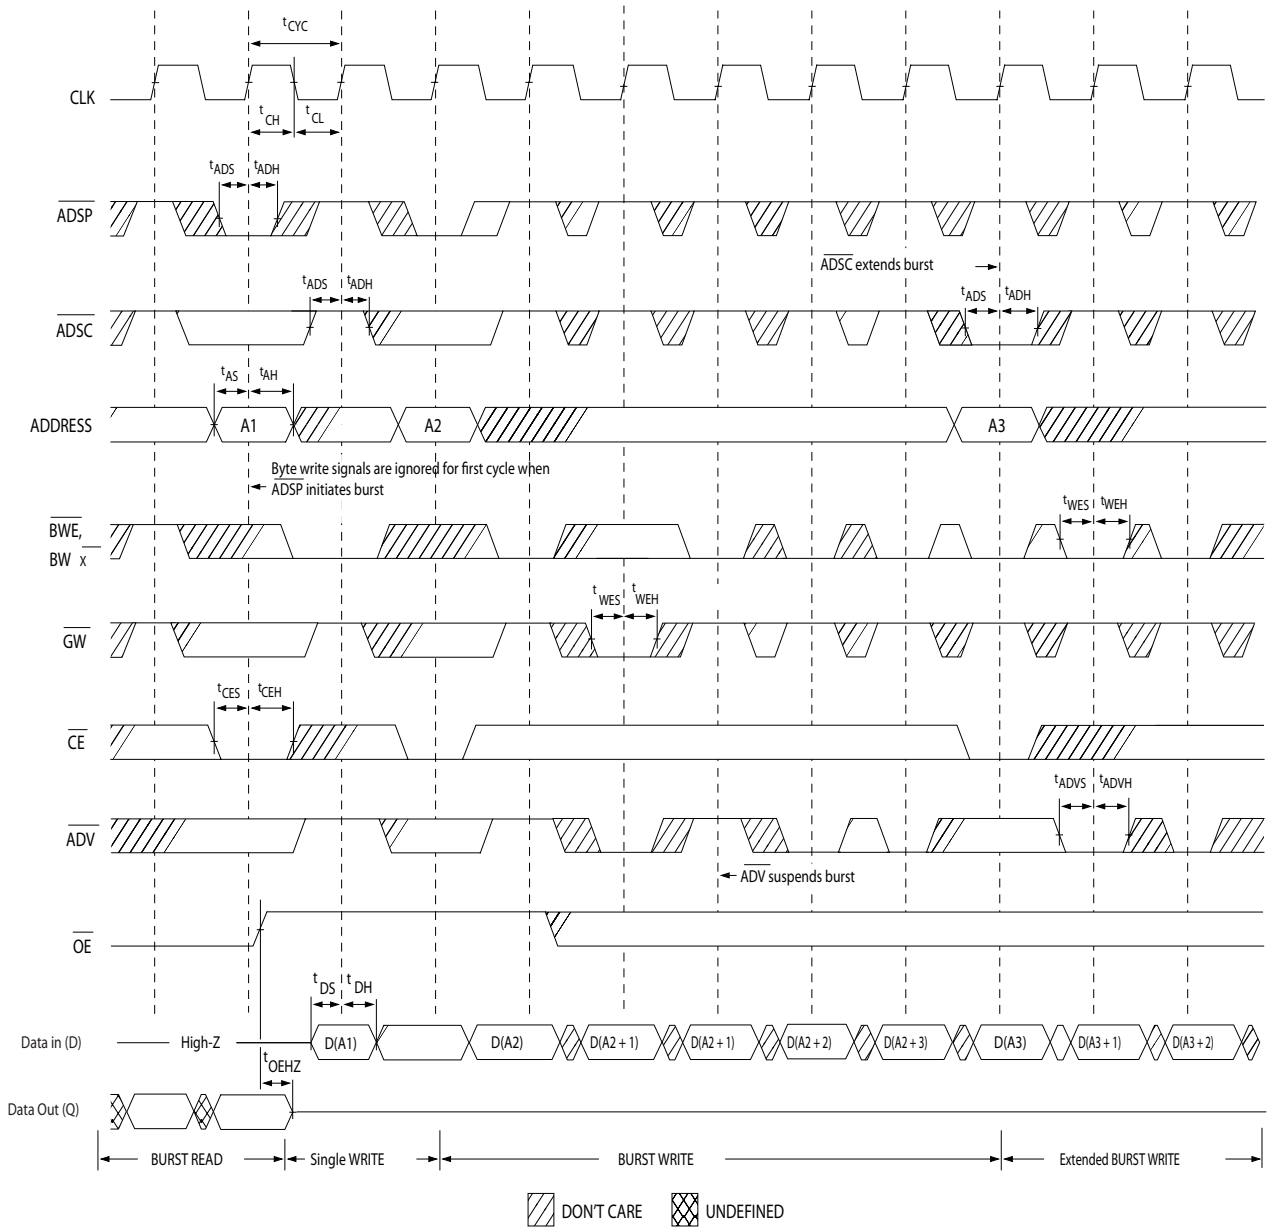 tCYC
CLK
tCH
tCL
tADS
tADH
ADSP
ADSC extends burst
tADS
tADH
tADS
tADH
ADSC
tAS
tAH
ADDRESS
A1
A2
A3
Byte write signals are ignored for first cycle when
ADSP initiates burst
tWES
tWEH
BWE,
BW x
tWES
tWEH
GW
tCES
tCEH
CE
tADVS
tADVH
ADV
ADV suspends burst
OE
tDS
tDH
Data in (D)
High-Z
D(A1)
D(A2)
D(A2 + 1)
D(A2 + 1)
D(A2 + 2)
D(A2 + 3)
D(A3)
D(A3 + 1)
D(A3 + 2)
tOEHZ
Data Out (Q)
BURST READ
Single WRITE
BURST WRITE
Extended BURST WRITE
DON'T CARE
UNDEFINED